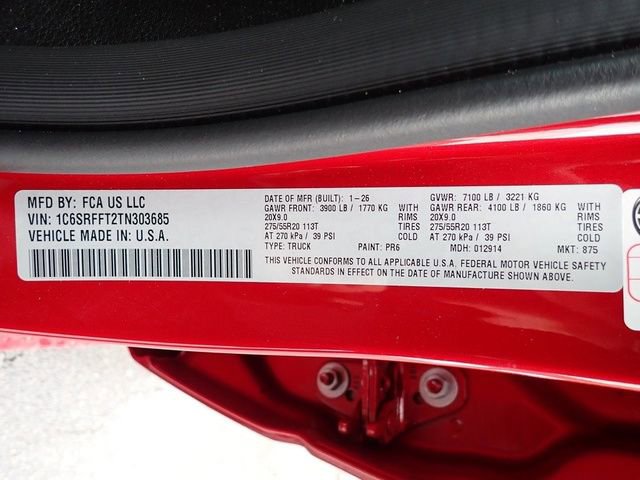 MFD BY: FCA US LLC
VIN: 1C6SRFFT2TN303685
VEHICLE MADE IN: U.S.A.
DATE OF MFR (BUILT): 1-26 GVWR: 7100 LB / 3221 KG
GAWR FRONT: 3900 LB / 1770 KG WITH GAWR REAR: 4100 LB / 1860 KG WITH
20X9.0 RIMS 20X9.0 RIMS
275/55R20 113T TIRES 275/55R20 113T TIRES
AT 270 kPa / 39 PSI COLD AT 270 kPa / 39 PSI COLD
TYPE: TRUCK PAINT: PR6 MDH: 012914 MKT: 875
THIS VEHICLE CONFORMS TO ALL APPLICABLE U.S.A. FEDERAL MOTOR VEHICLE SAFETY
STANDARDS IN EFFECT ON THE DATE OF MANUFACTURE SHOWN ABOVE.